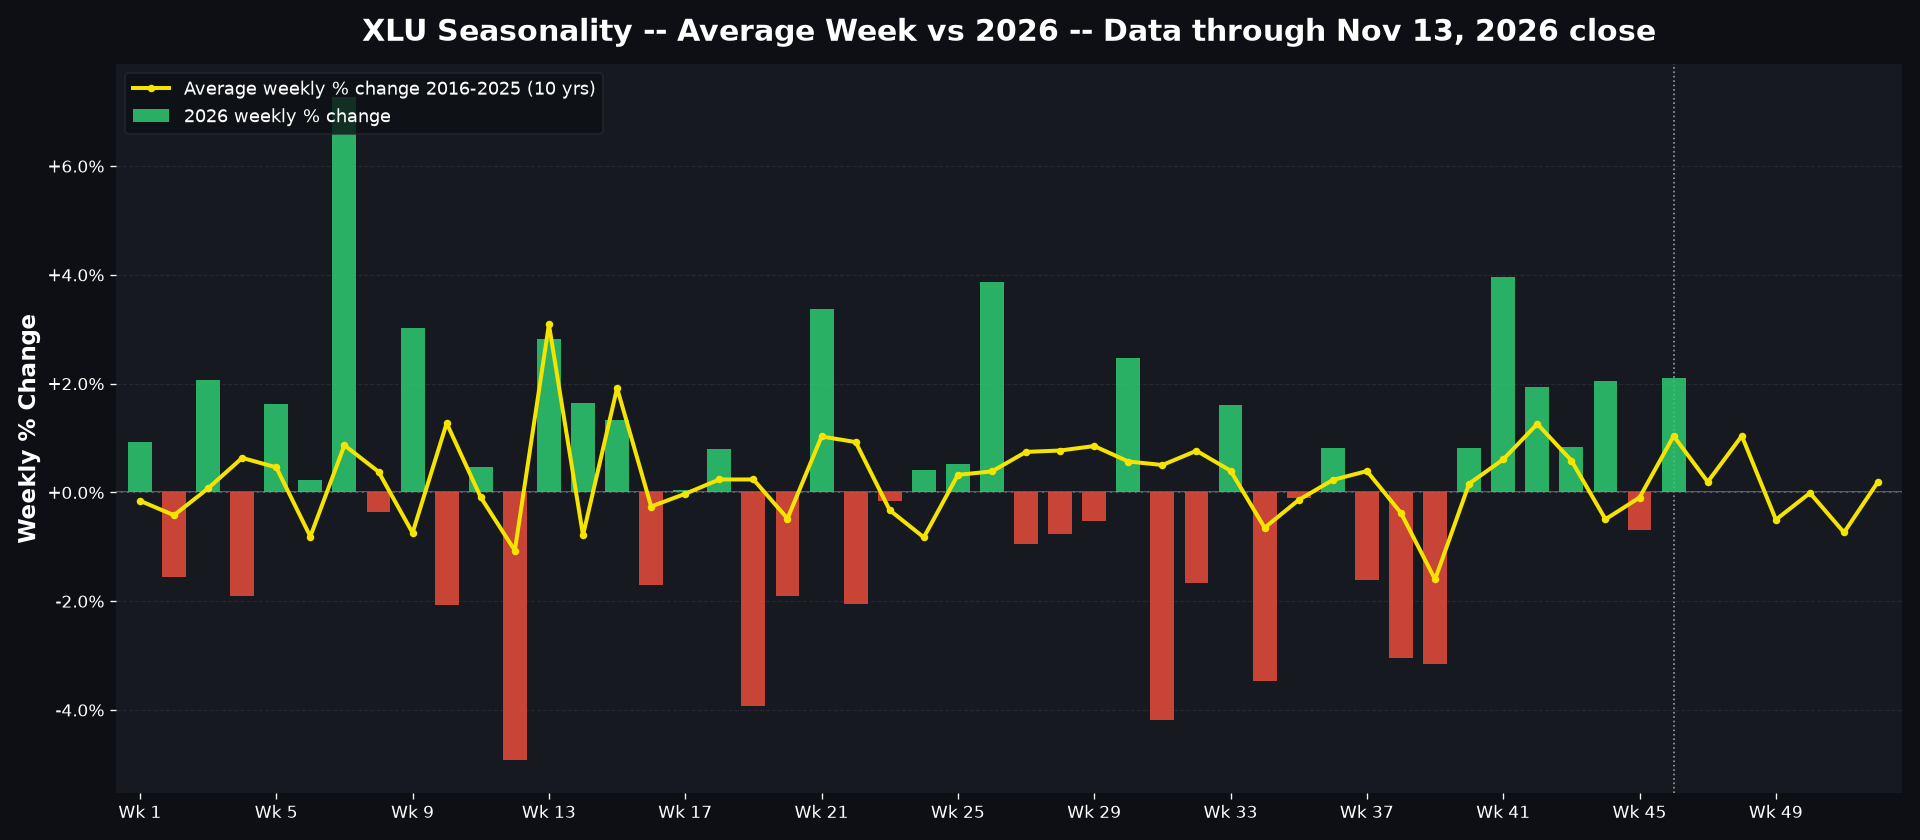 XLU Seasonality -- Average Week vs 2026 -- Data through Nov 13, 2026 close
Average weekly % change 2016-2025 (10 yrs)
2026 weekly % change
Weekly % Change
+6.0%
+4.0%
+2.0%
+0.0%
-2.0%
-4.0%
Wk 1 Wk 5 Wk 9 Wk 13 Wk 17 Wk 21 Wk 25 Wk 29 Wk 33 Wk 37 Wk 41 Wk 45 Wk 49